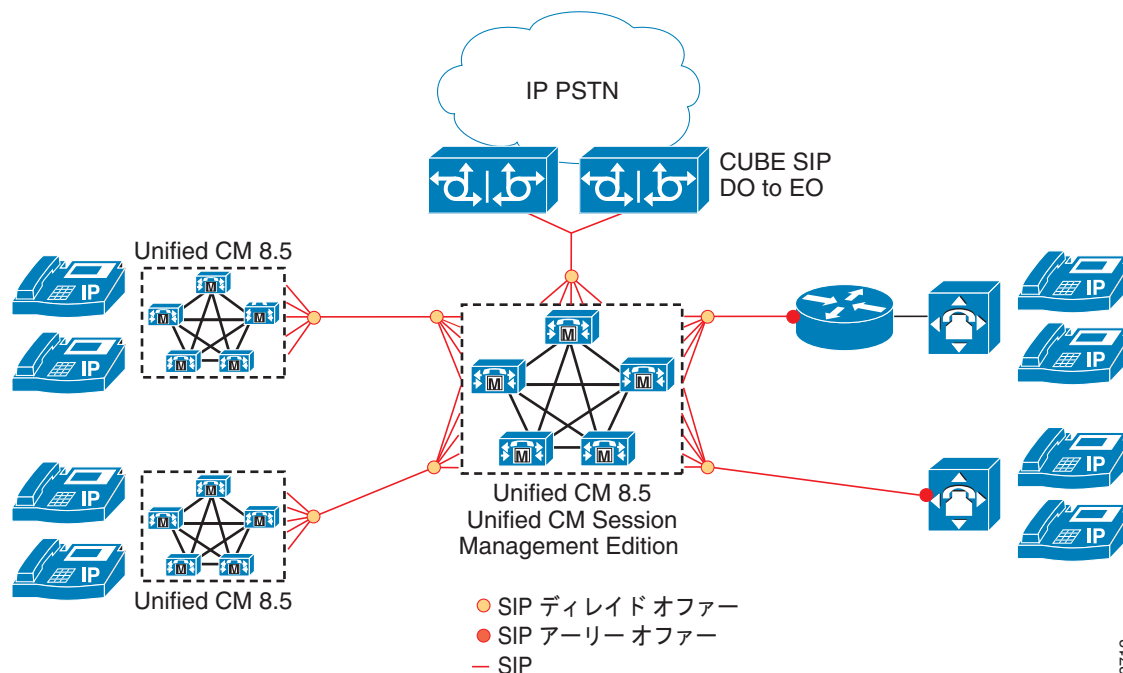 IP PSTN
CUBE SIP
DO to EO
Unified CM 8.5
IP
IP
M
M
M
M
M
IP
IP
Unified CM 8.5
M
M
M
M
M
Unified CM 8.5
Unified CM Session
Management Edition
M
M
M
M
M
IP
IP
IP
IP
IP
IP
SIP ディレイド オファー
SIP アーリー オファー
SIP